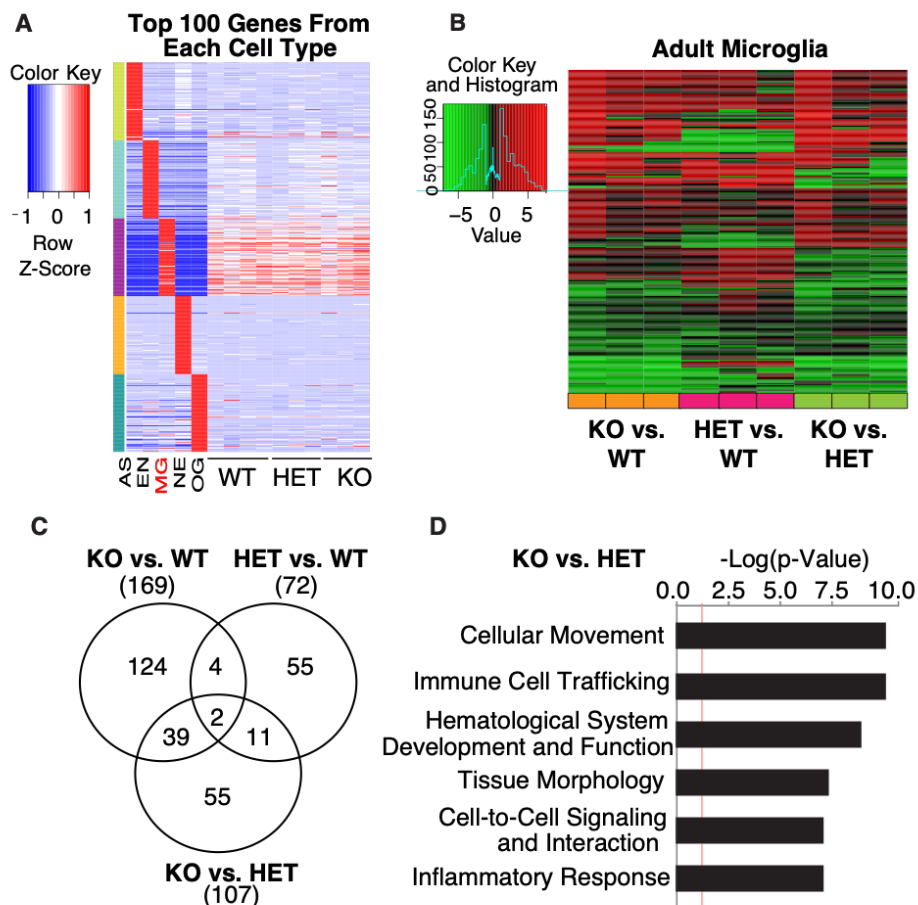 A
Top 100 Genes From
Each Cell Type
Color Key
-1 0 1
Row
Z-Score
AS
EN
MG
NE
OG
WT HET KO
B
Adult Microglia
Color Key
and Histogram
0 50 100 150
-5 0 5
Value
KO vs.
WT
HET vs.
WT
KO vs.
HET
C
KO vs. WT
(169)
HET vs. WT
(72)
124 4 55
2
39 11
55
KO vs. HET
(107)
D
KO vs. HET
-Log(p-Value)
0.0 2.5 5.0 7.5 10.0
Cellular Movement
Immune Cell Trafficking
Hematological System
Development and Function
Tissue Morphology
Cell-to-Cell Signaling
and Interaction
Inflammatory Response